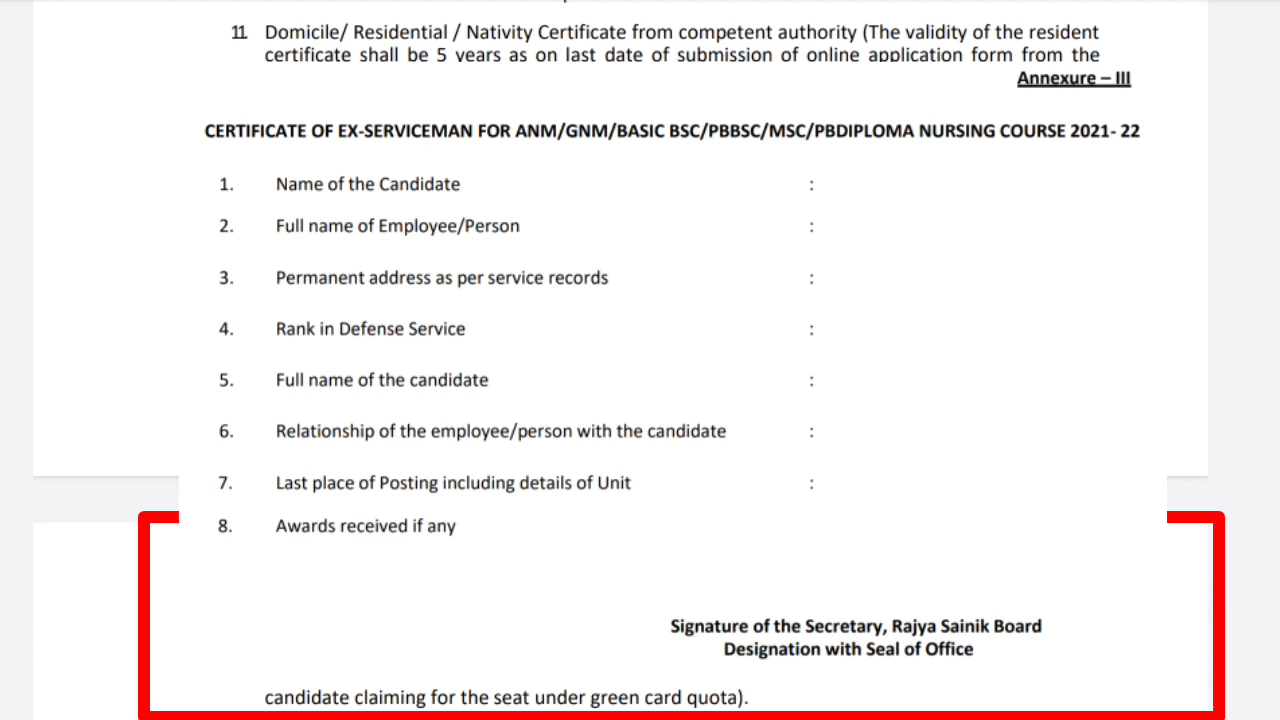 11 Domicile/ Residential / Nativity Certificate from competent authority (The validity of the resident
certificate shall be 5 years as on last date of submission of online application form from the
Annexure – III
CERTIFICATE OF EX-SERVICEMAN FOR ANM/GNM/BASIC BSC/PBBSC/MSC/PBDIPLOMA NURSING COURSE 2021- 22
1. Name of the Candidate :
2. Full name of Employee/Person :
3. Permanent address as per service records :
4. Rank in Defense Service :
5. Full name of the candidate :
6. Relationship of the employee/person with the candidate :
7. Last place of Posting including details of Unit :
8. Awards received if any
Signature of the Secretary, Rajya Sainik Board
Designation with Seal of Office
candidate claiming for the seat under green card quota).